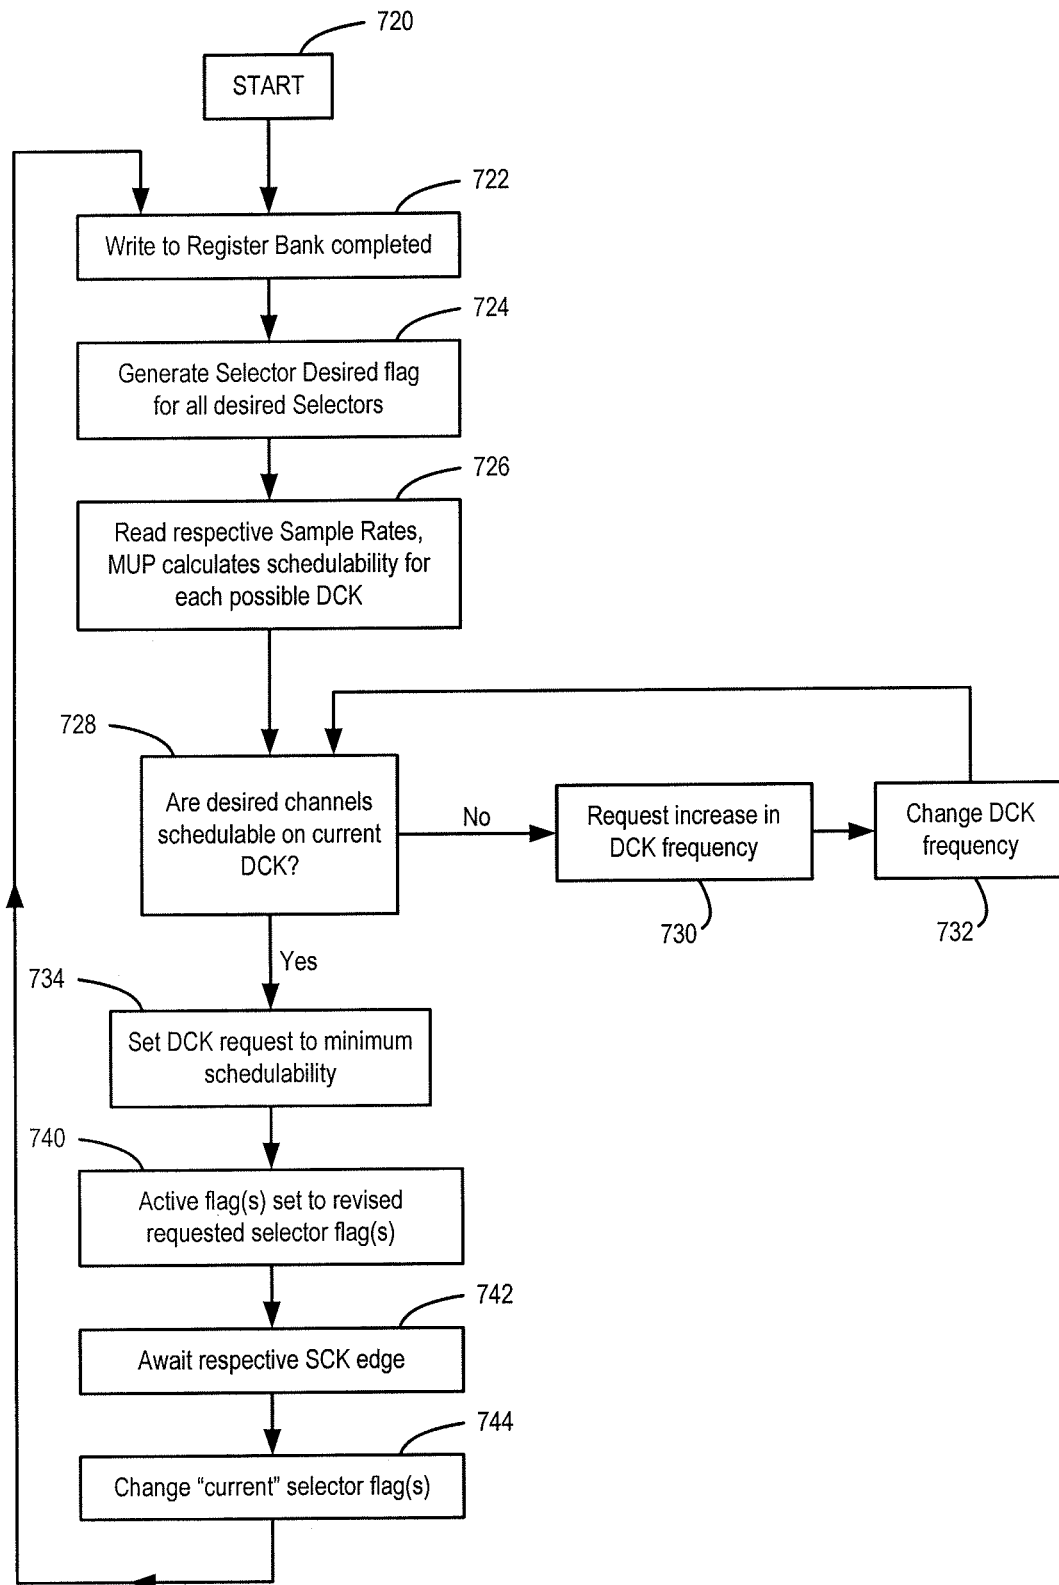 720
START
722
Write to Register Bank completed
724
Generate Selector Desired flag
for all desired Selectors
726
Read respective Sample Rates,
MUP calculates schedulability for
each possible DCK
728
Are desired channels
schedulable on current
DCK?
No
Request increase in
DCK frequency
730
Change DCK
frequency
732
Yes
734
Set DCK request to minimum
schedulability
740
Active flag(s) set to revised
requested selector flag(s)
742
Await respective SCK edge
744
Change “current” selector flag(s)